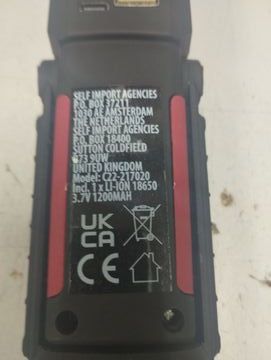 SELF IMPORT AGENCIES
P.O. BOX 37211
1030 AE AMSTERDAM
THE NETHERLANDS
SELF IMPORT AGENCIES
P.O. BOX 18400
SUTTON COLDFIELD
B73 9UW
UNITED KINGDOM
Model: C22-217020
Incl. 1 x LI-ION 18650
3.7V 1200MAH
UK
CA
CE